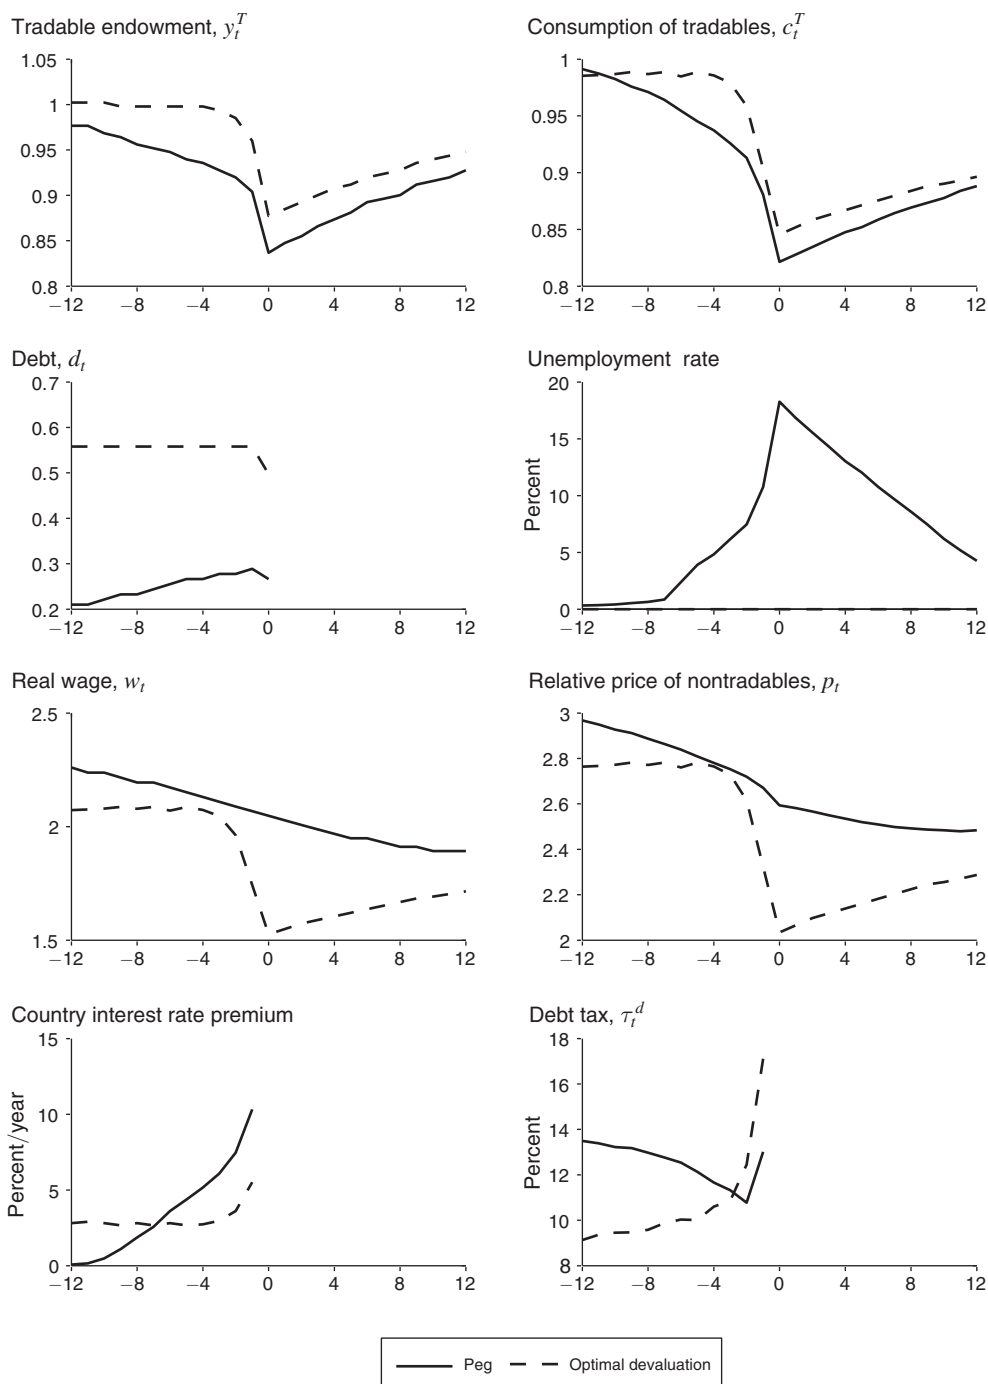 Tradable endowment, y_t^T
1.05
1
0.95
0.9
0.85
0.8
−12 −8 −4 0 4 8 12
Consumption of tradables, c_t^T
1
0.95
0.9
0.85
0.8
−12 −8 −4 0 4 8 12
Debt, d_t
0.7
0.6
0.5
0.4
0.3
0.2
−12 −8 −4 0 4 8 12
Unemployment rate
Percent
20
15
10
5
0
−12 −8 −4 0 4 8 12
Real wage, w_t
2.5
2
1.5
−12 −8 −4 0 4 8 12
Relative price of nontradables, p_t
3
2.8
2.6
2.4
2.2
2
−12 −8 −4 0 4 8 12
Country interest rate premium
Percent/year
15
10
5
0
−12 −8 −4 0 4 8 12
Debt tax, τ_t^d
Percent
18
16
14
12
10
8
−12 −8 −4 0 4 8 12
Peg Optimal devaluation